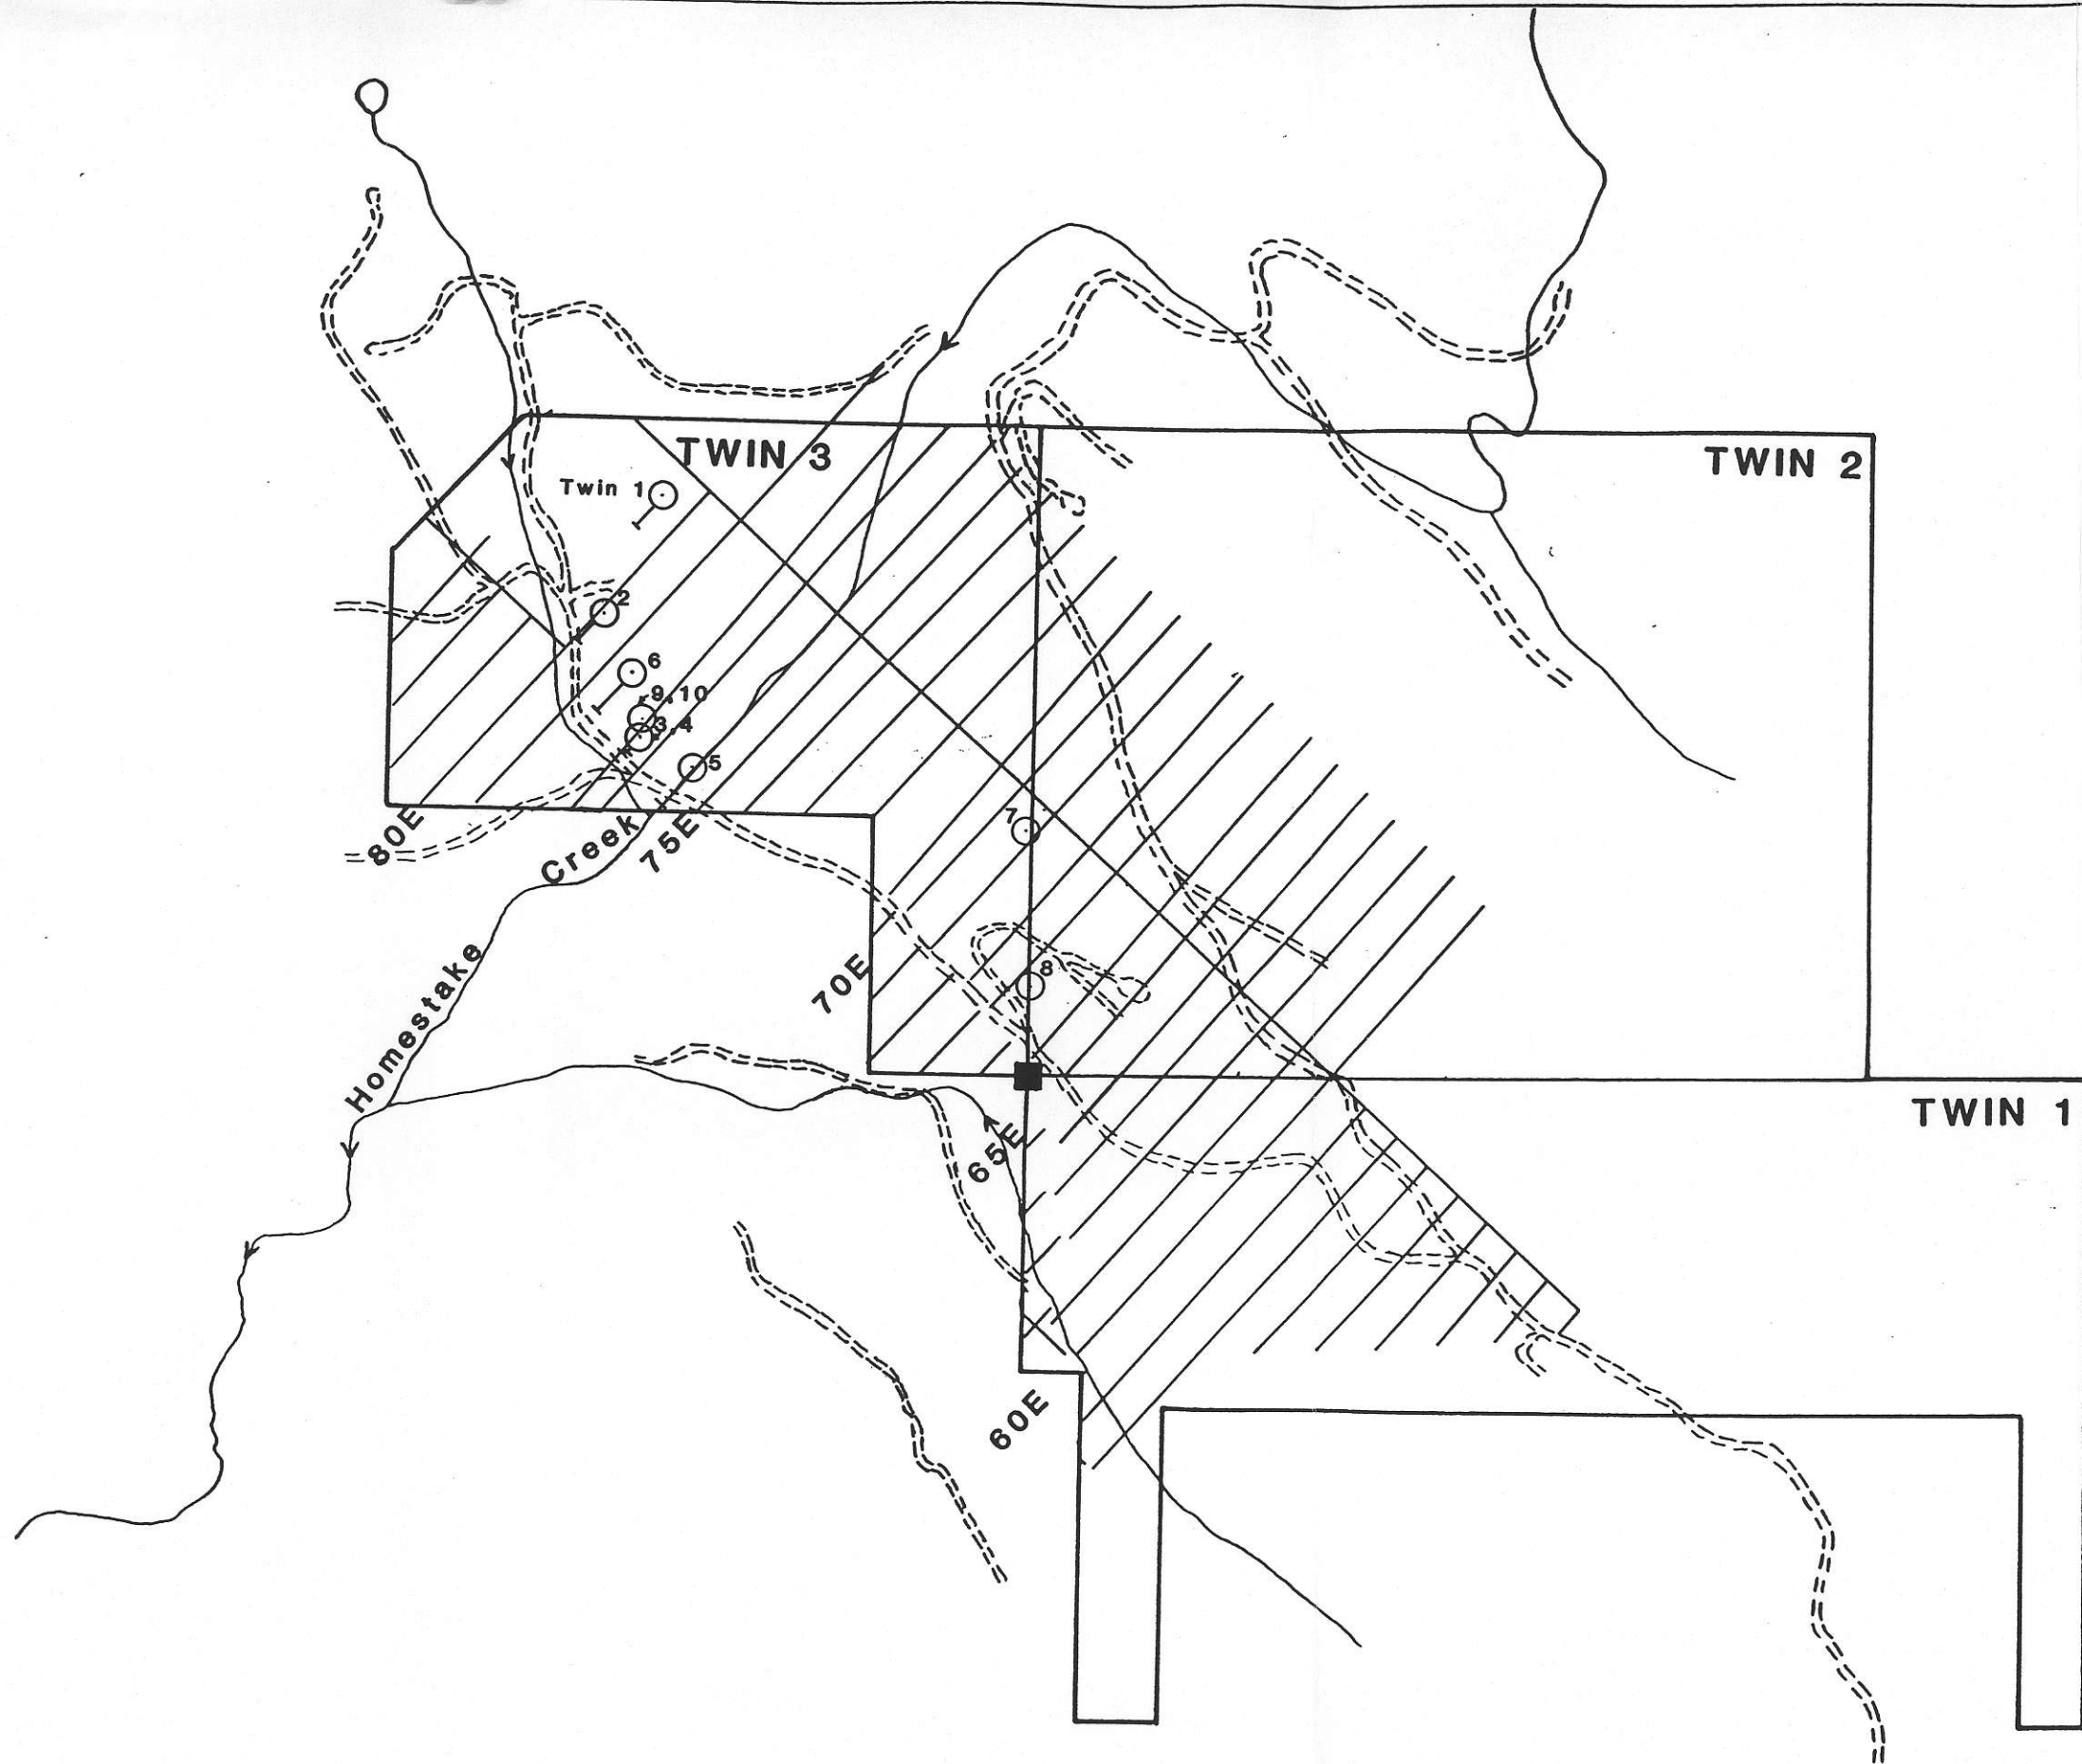 TWIN 3
TWIN 2
Twin 1
2
6
9,10
3,4
5
7
80E
Creek
75E
8
70E
Homestake
TWIN 1
65E
60E